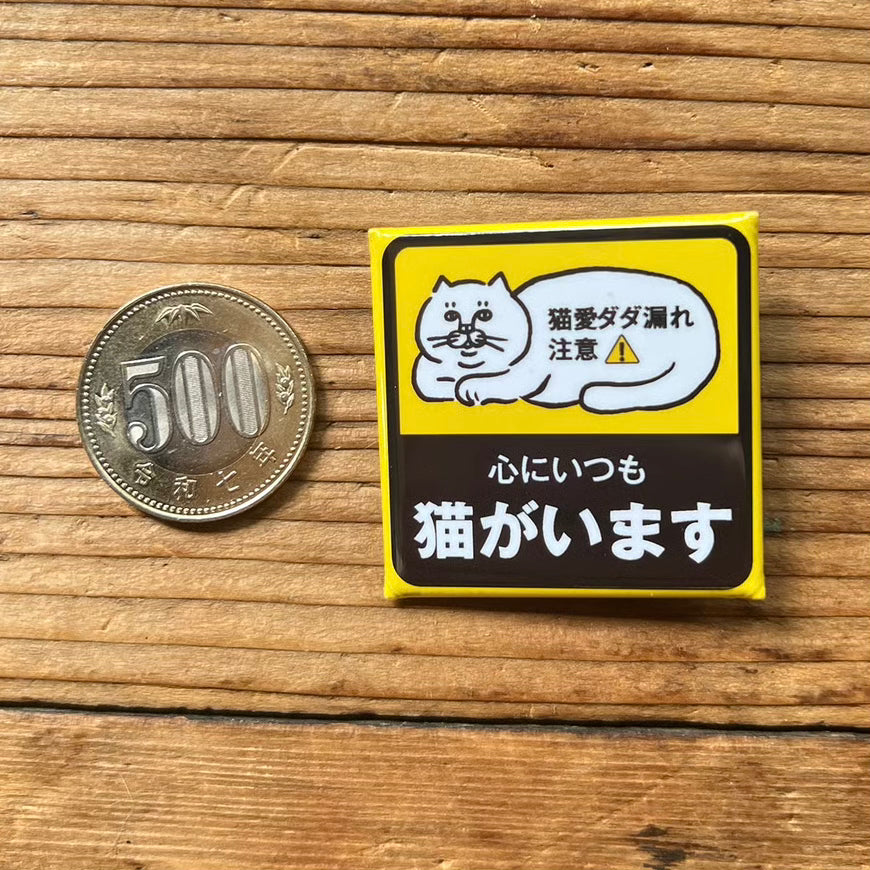 500
令和七年
猫愛ダダ漏れ
注意⚠
心にいつも
猫がいます